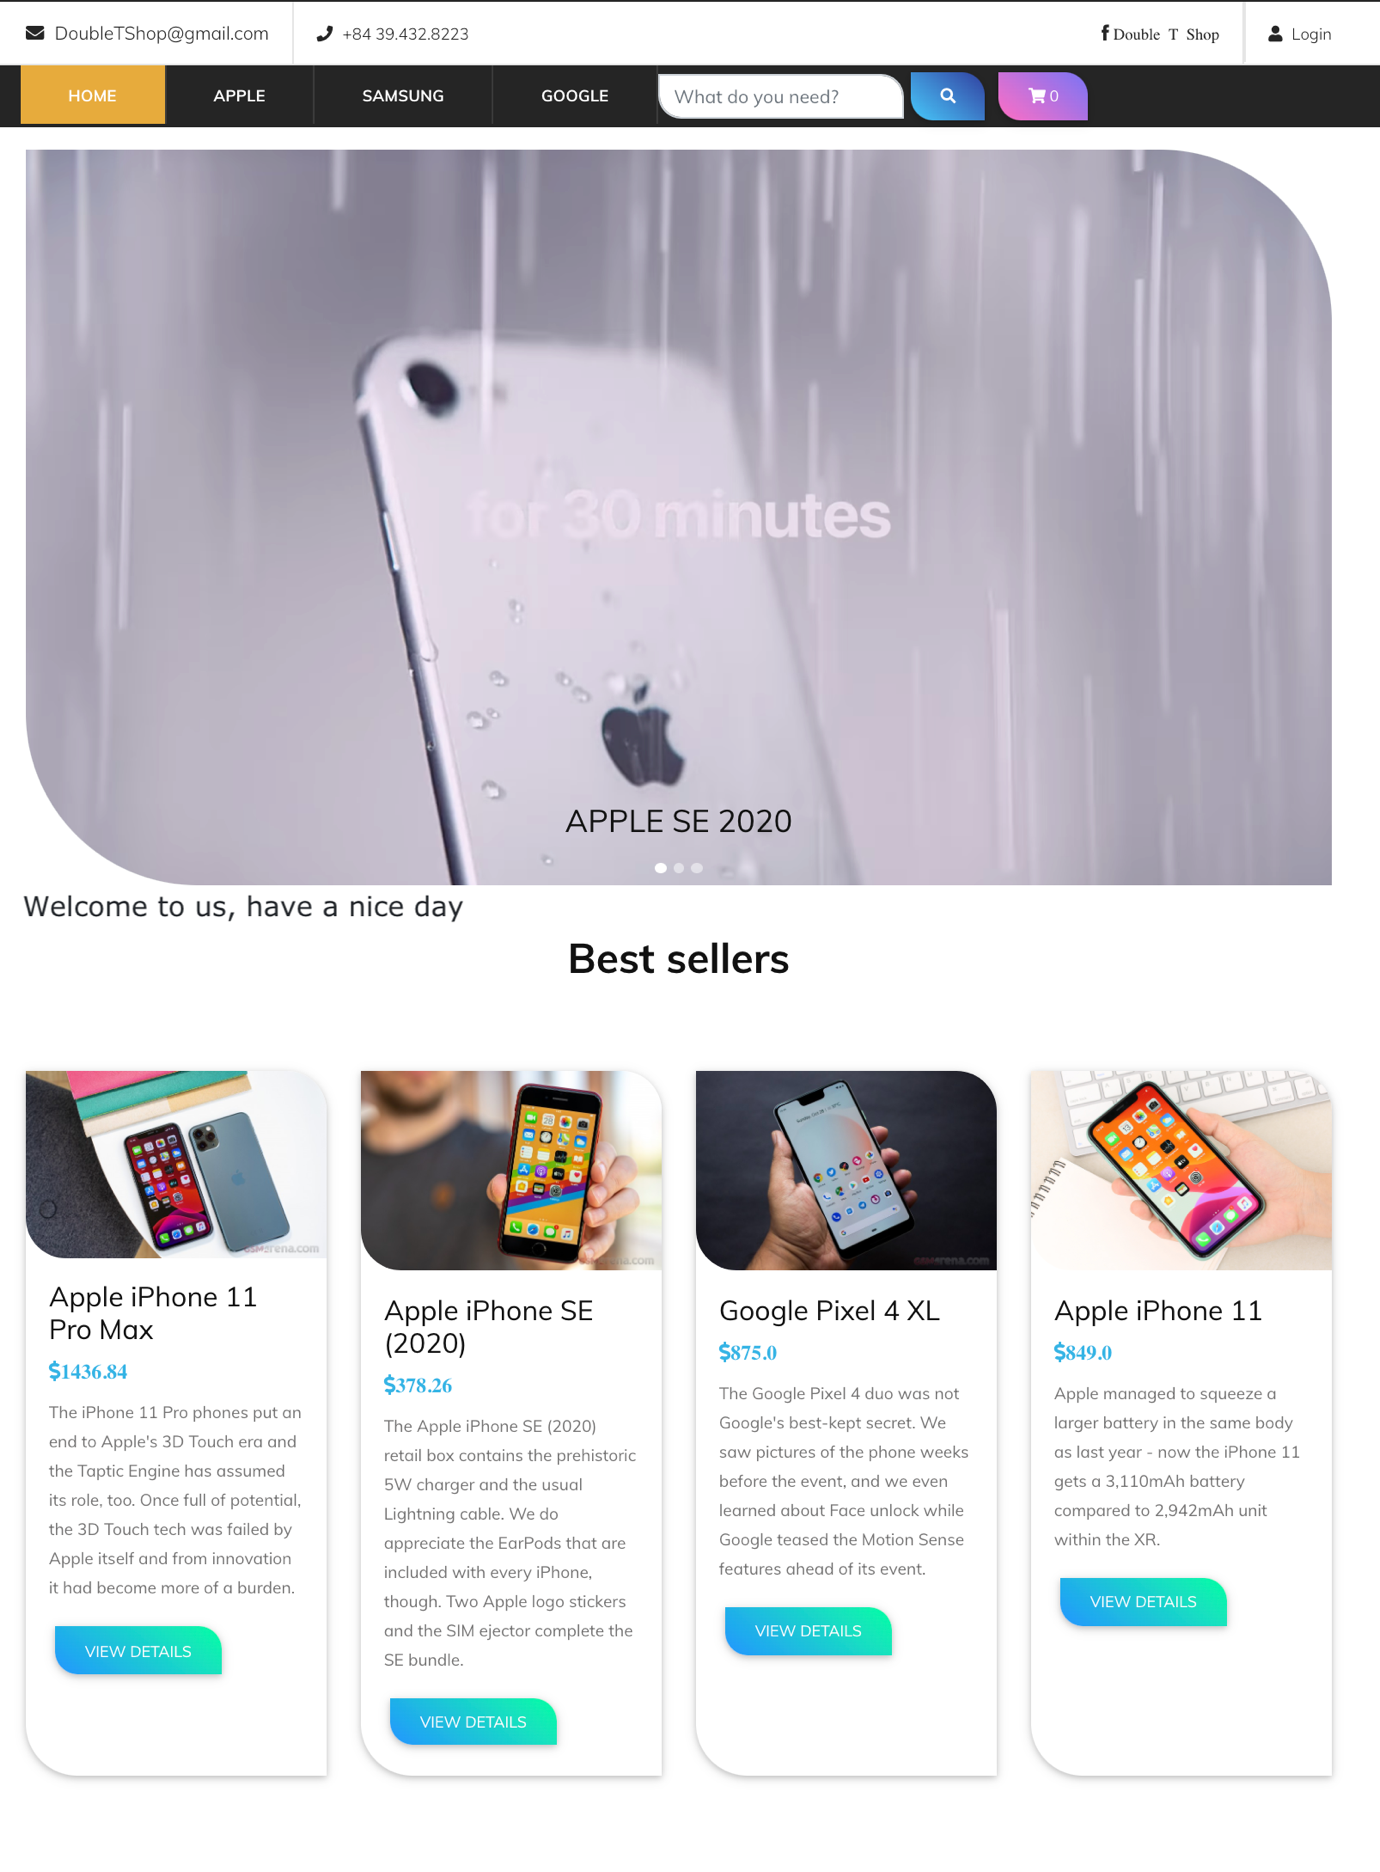 DoubleTShop@gmail.com
+84 39.432.8223
Double T Shop
Login
HOME
APPLE
SAMSUNG
GOOGLE
What do you need?
0
for 30 minutes
APPLE SE 2020
Welcome to us, have a nice day
Best sellers
Apple iPhone 11
Pro Max
$1436.84
The iPhone 11 Pro phones put an
end to Apple's 3D Touch era and
the Taptic Engine has assumed
its role, too. Once full of potential,
the 3D Touch tech was failed by
Apple itself and from innovation
it had become more of a burden.
VIEW DETAILS
Apple iPhone SE
(2020)
$378.26
The Apple iPhone SE (2020)
retail box contains the prehistoric
5W charger and the usual
Lightning cable. We do
appreciate the EarPods that are
included with every iPhone,
though. Two Apple logo stickers
and the SIM ejector complete the
SE bundle.
VIEW DETAILS
Google Pixel 4 XL
$875.0
The Google Pixel 4 duo was not
Google's best-kept secret. We
saw pictures of the phone weeks
before the event, and we even
learned about Face unlock while
Google teased the Motion Sense
features ahead of its event.
VIEW DETAILS
Apple iPhone 11
$849.0
Apple managed to squeeze a
larger battery in the same body
as last year - now the iPhone 11
gets a 3,110mAh battery
compared to 2,942mAh unit
within the XR.
VIEW DETAILS